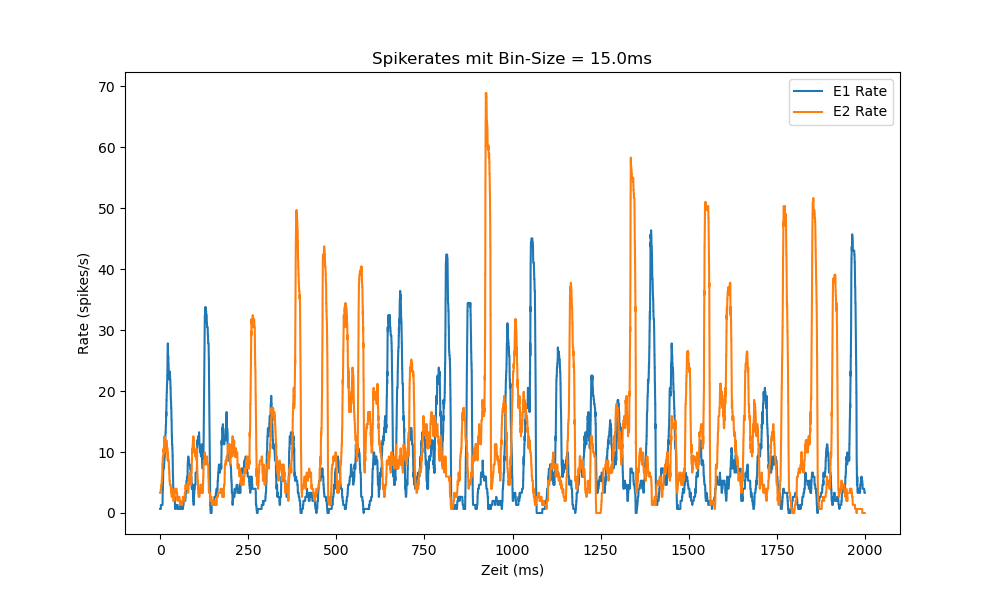 Spikerates mit Bin-Size = 15.0ms
E1 Rate
E2 Rate
Rate (spikes/s)
70
60
50
40
30
20
10
0
0 250 500 750 1000 1250 1500 1750 2000
Zeit (ms)